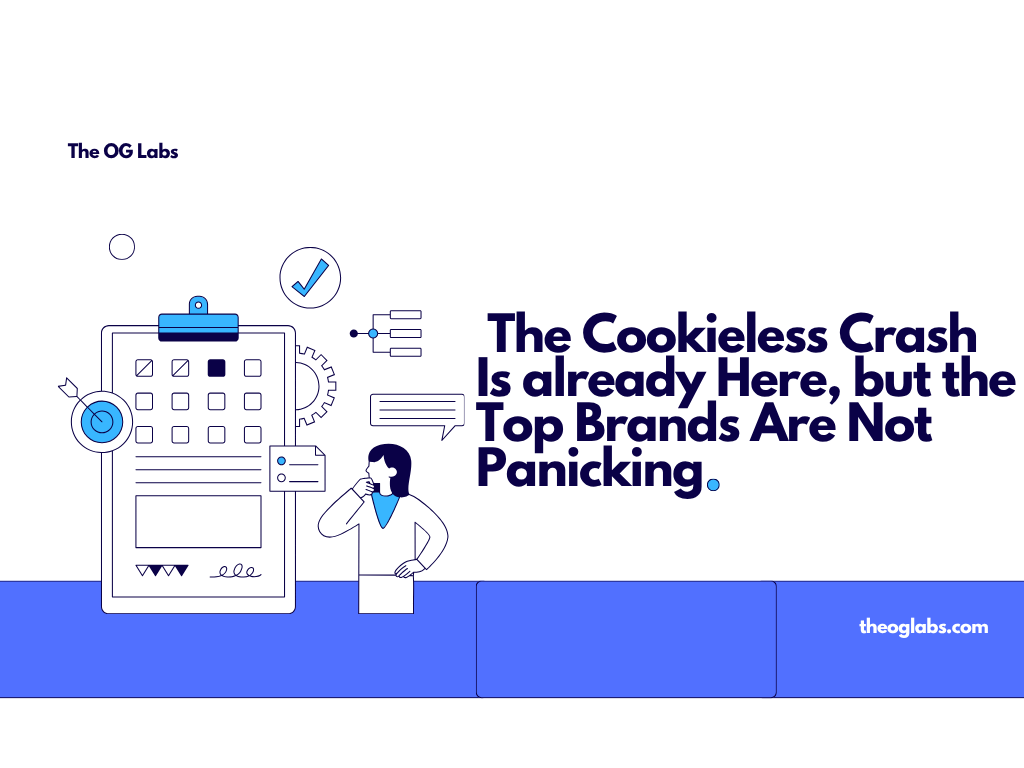 The OG Labs
The Cookieless Crash
Is already Here, but the
Top Brands Are Not
Panicking.
theoglabs.com